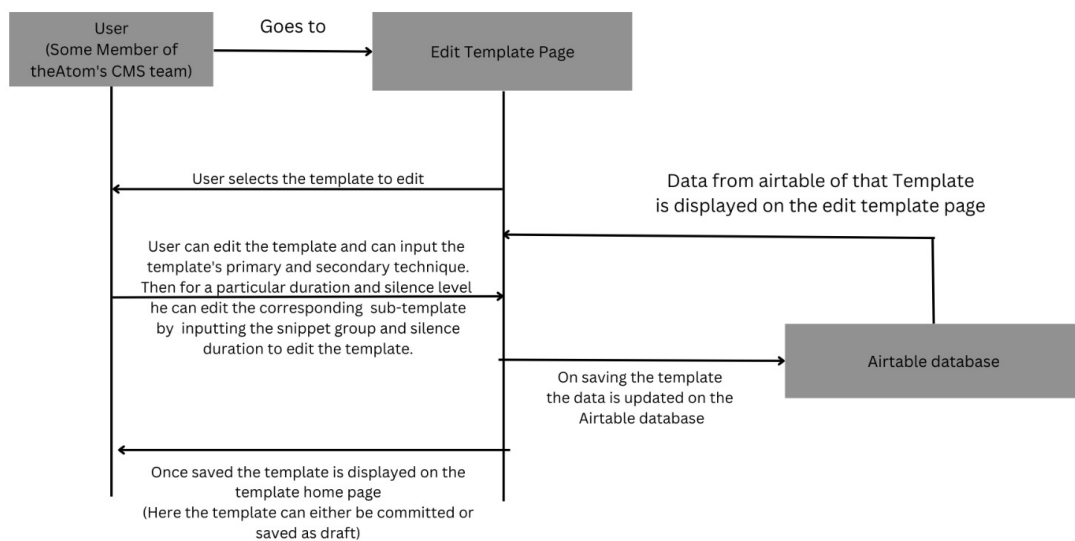 User
(Some Member of
theAtom's CMS team)
Goes to
Edit Template Page
User selects the template to edit
Data from airtable of that Template
is displayed on the edit template page
User can edit the template and can input the
template's primary and secondary technique.
Then for a particular duration and silence level
he can edit the corresponding sub-template
by inputting the snippet group and silence
duration to edit the template.
Airtable database
On saving the template
the data is updated on the
Airtable database
Once saved the template is displayed on the
template home page
(Here the template can either be committed or
saved as draft)